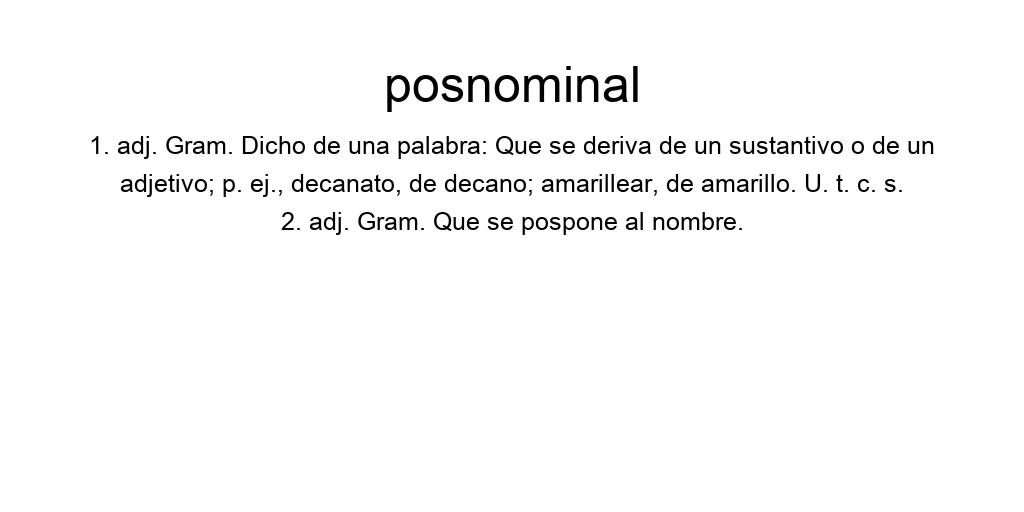 posnominal
1. adj. Gram. Dicho de una palabra: Que se deriva de un sustantivo o de un
adjetivo; p. ej., decanato, de decano; amarillear, de amarillo. U. t. c. s.
2. adj. Gram. Que se pospone al nombre.